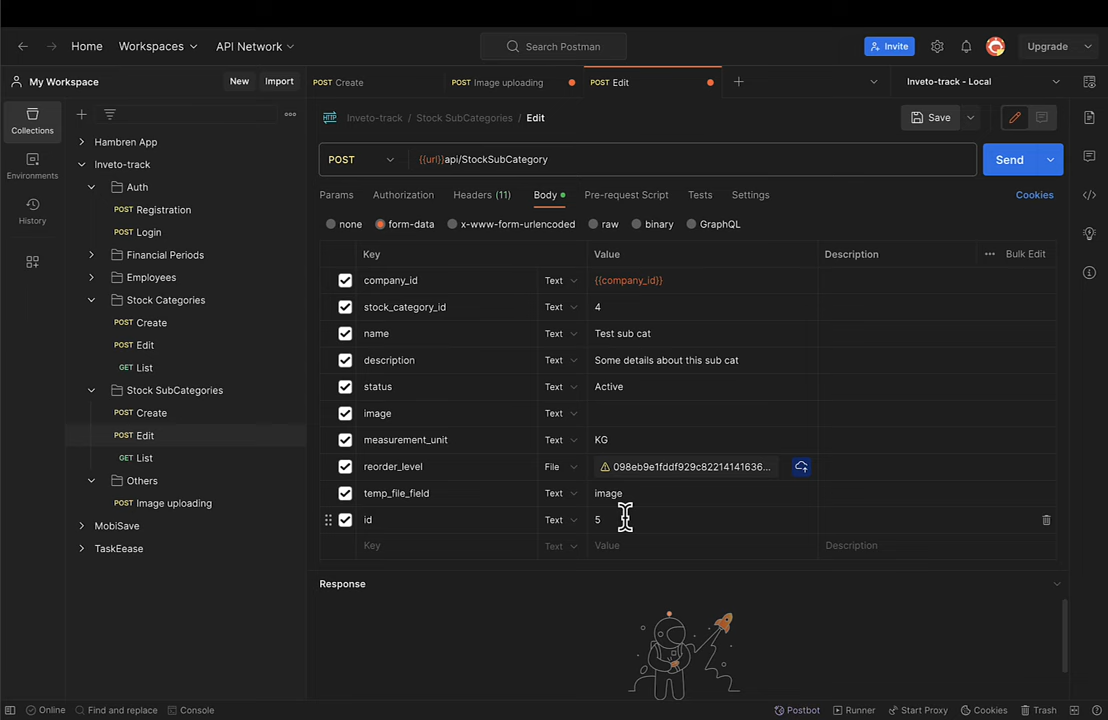 Home Workspaces API Network Search Postman Invite Upgrade
My Workspace New Import POST Create POST Image uploading POST Edit Inveto-track - Local
Collections
Environments
History
Hambren App
Inveto-track
Auth
POST Registration
POST Login
Financial Periods
Employees
Stock Categories
POST Create
POST Edit
GET List
Stock SubCategories
POST Create
POST Edit
GET List
Others
POST Image uploading
MobiSave
TaskEease
HTTP Inveto-track / Stock SubCategories / Edit Save
POST {{url}}api/StockSubCategory Send
Params Authorization Headers (11) Body Pre-request Script Tests Settings Cookies
none form-data x-www-form-urlencoded raw binary GraphQL
Key Value Description Bulk Edit
company_id Text {{company_id}}
stock_category_id Text 4
name Text Test sub cat
description Text Some details about this sub cat
status Text Active
image Text
measurement_unit Text KG
reorder_level File 098eb9e1fddf929c82214141636...
temp_file_field Text image
id Text 5
Key Text Value Description
Response
Online Find and replace Console Postbot Runner Start Proxy Cookies Trash